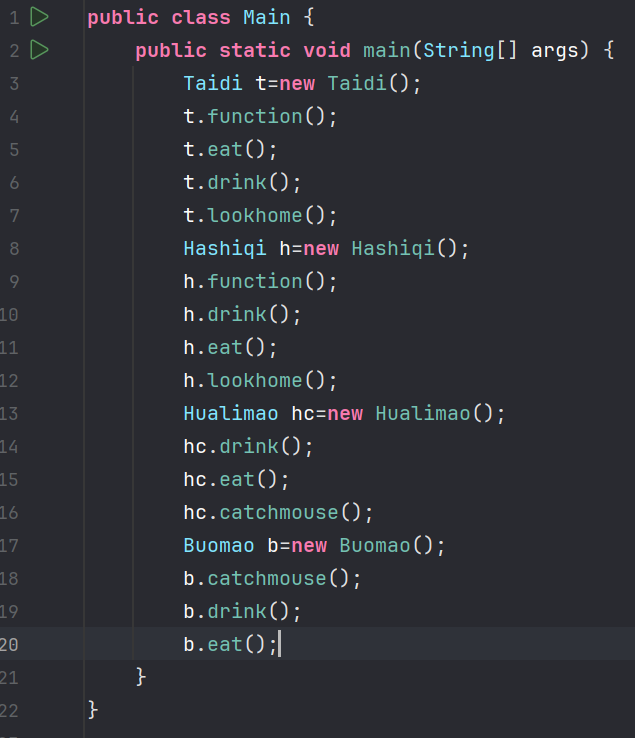 1 public class Main {
2 public static void main(String[] args) {
3 Taidi t=new Taidi();
4 t.function();
5 t.eat();
6 t.drink();
7 t.lookhome();
8 Hashiqi h=new Hashiqi();
9 h.function();
10 h.drink();
11 h.eat();
12 h.lookhome();
13 Hualimao hc=new Hualimao();
14 hc.drink();
15 hc.eat();
16 hc.catchmouse();
17 Buomao b=new Buomao();
18 b.catchmouse();
19 b.drink();
20 b.eat();
21 }
22 }